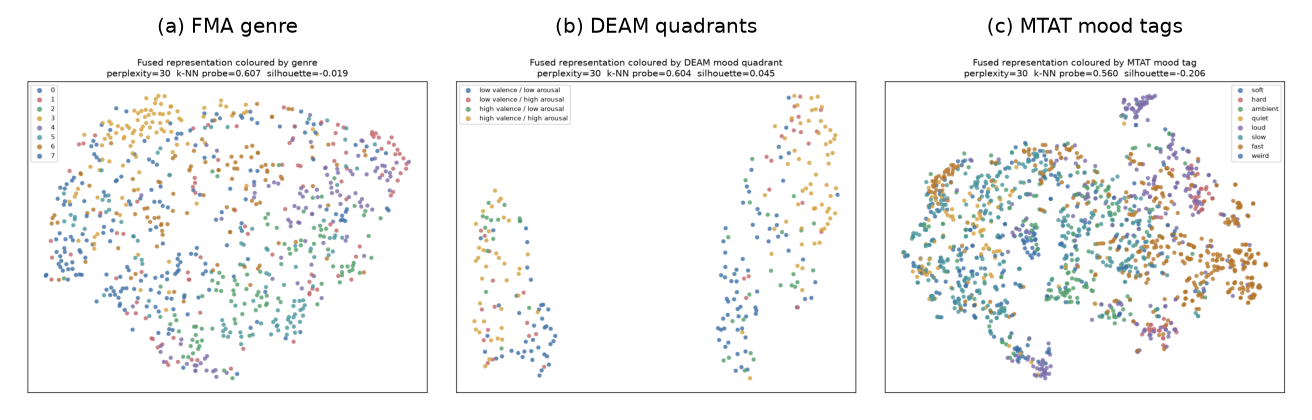 (a) FMA genre
Fused representation coloured by genre
perplexity=30 k-NN probe=0.607 silhouette=-0.019
0
1
2
3
4
5
6
7
(b) DEAM quadrants
Fused representation coloured by DEAM mood quadrant
perplexity=30 k-NN probe=0.604 silhouette=0.045
low valence / low arousal
low valence / high arousal
high valence / low arousal
high valence / high arousal
(c) MTAT mood tags
Fused representation coloured by MTAT mood tag
perplexity=30 k-NN probe=0.560 silhouette=-0.206
soft
hard
ambient
quiet
loud
slow
fast
weird